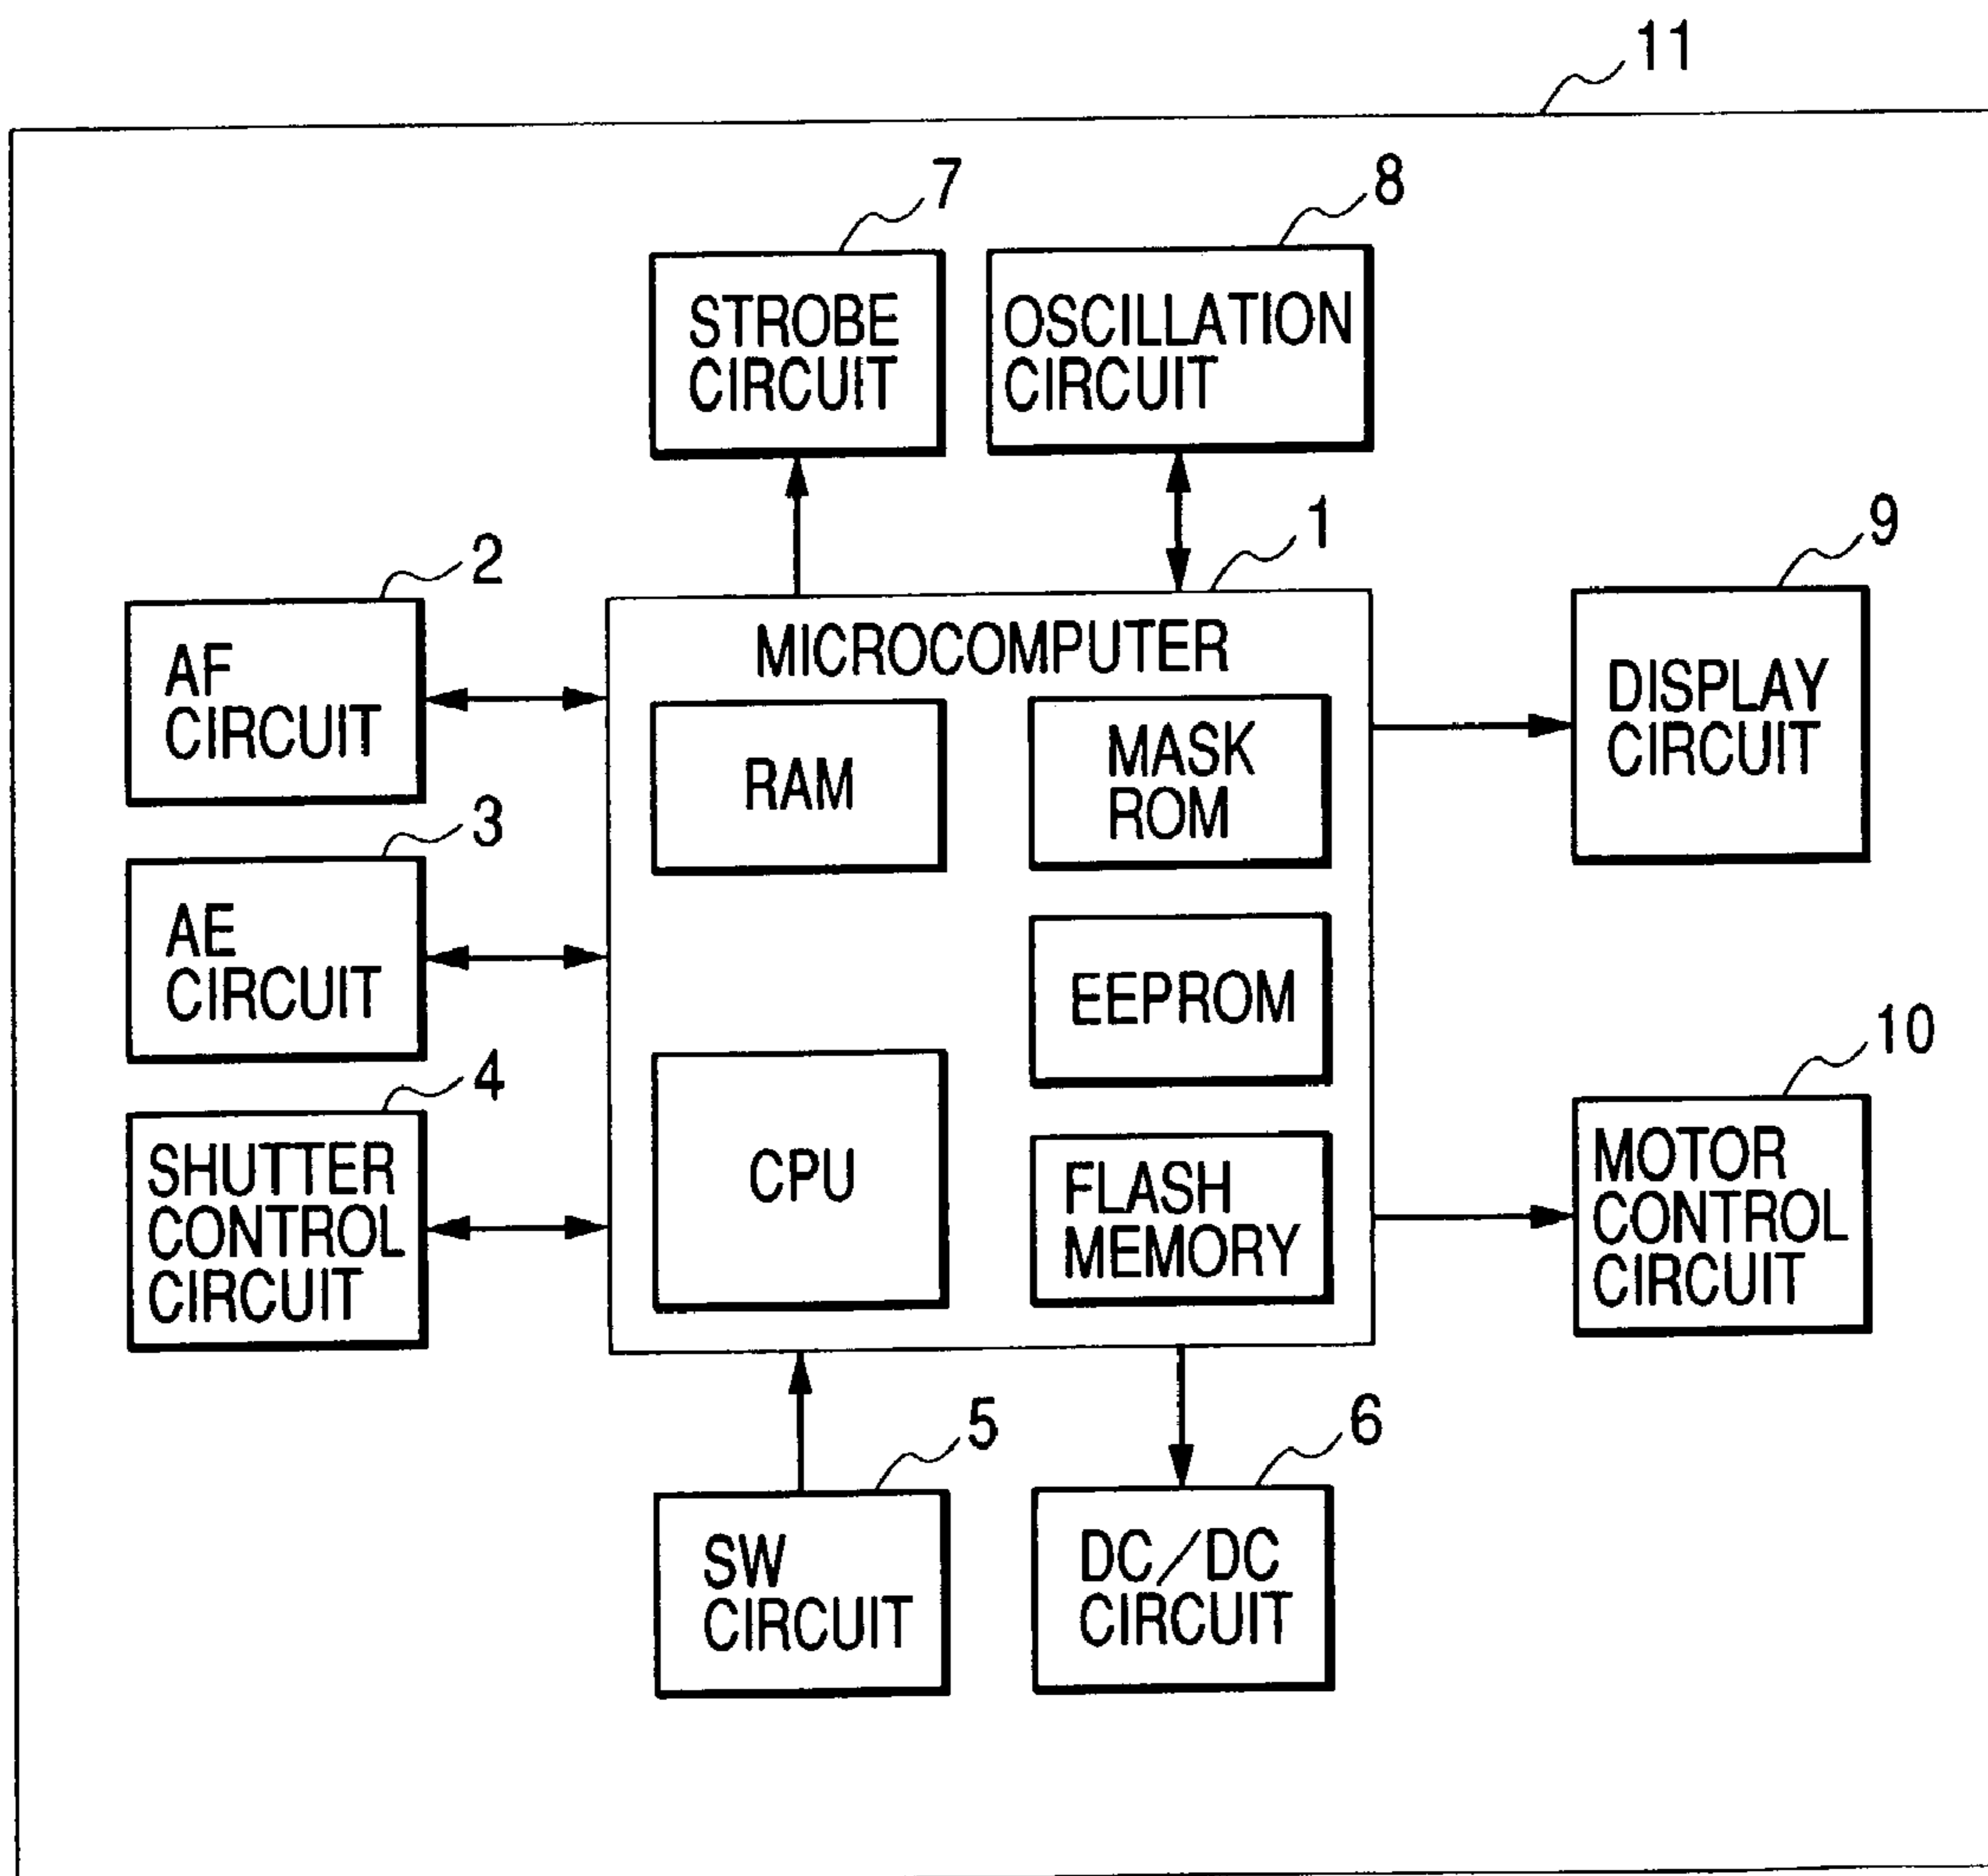 11
7
8
STROBE
CIRCUIT
OSCILLATION
CIRCUIT
1
2
9
AF
CIRCUIT
MICROCOMPUTER
RAM
MASK
ROM
DISPLAY
CIRCUIT
3
AE
CIRCUIT
EEPROM
4
10
SHUTTER
CONTROL
CIRCUIT
CPU
FLASH
MEMORY
MOTOR
CONTROL
CIRCUIT
5
6
SW
CIRCUIT
DC/DC
CIRCUIT